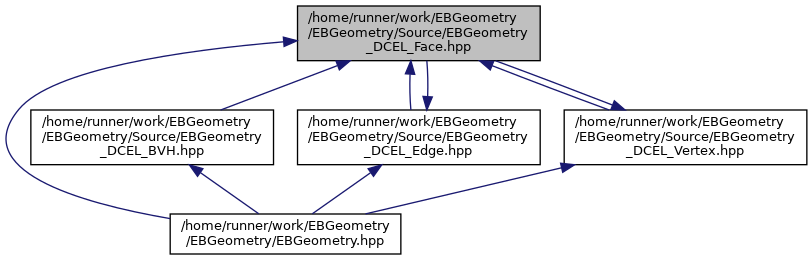 /home/runner/work/EBGeometry
/EBGeometry/Source/EBGeometry
_DCEL_Face.hpp
/home/runner/work/EBGeometry
/EBGeometry/Source/EBGeometry
_DCEL_BVH.hpp
/home/runner/work/EBGeometry
/EBGeometry/Source/EBGeometry
_DCEL_Edge.hpp
/home/runner/work/EBGeometry
/EBGeometry/Source/EBGeometry
_DCEL_Vertex.hpp
/home/runner/work/EBGeometry
/EBGeometry/EBGeometry.hpp